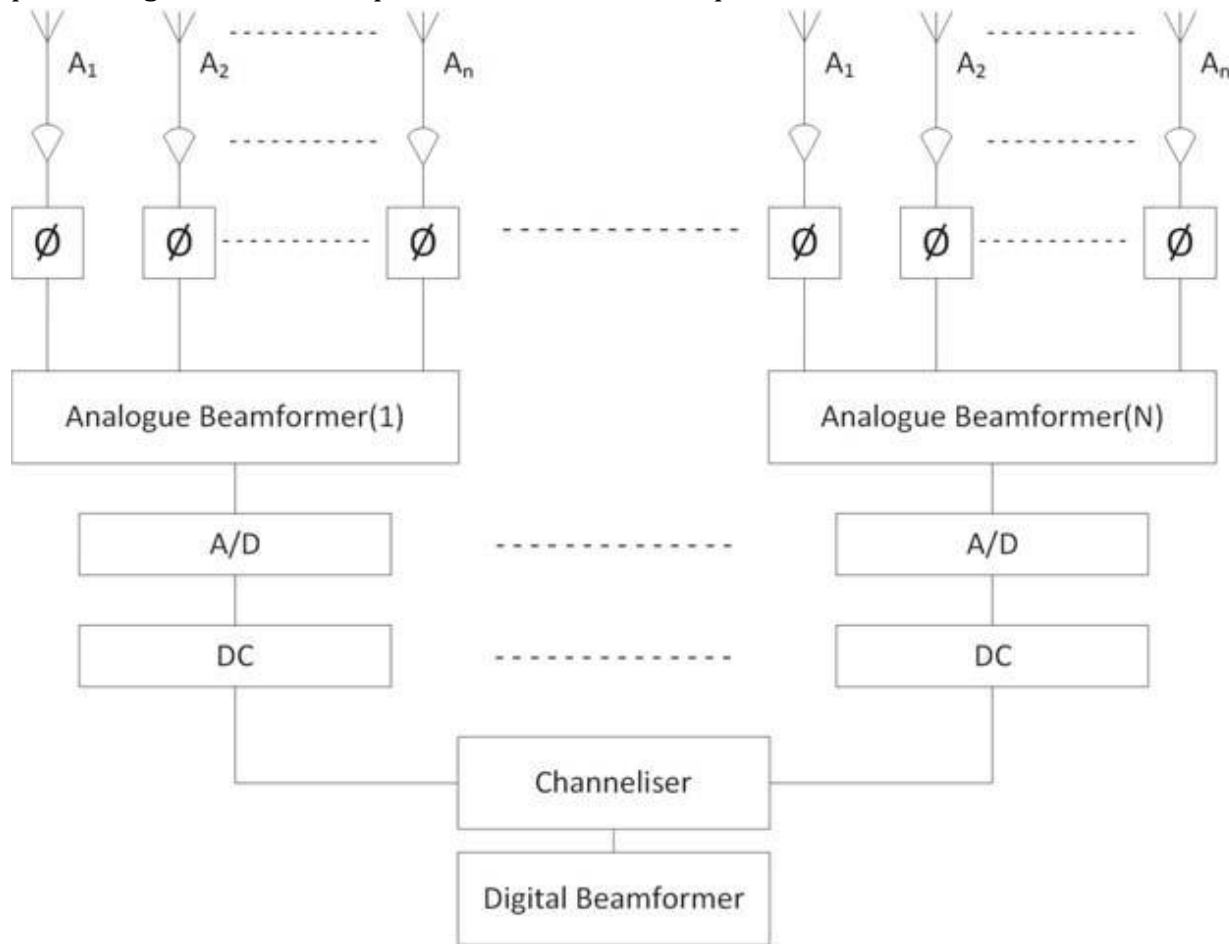 A₁ A₂ Aₙ A₁ A₂ Aₙ
Ø Ø Ø Ø Ø Ø
Analogue Beamformer(1) Analogue Beamformer(N)
A/D A/D
DC DC
Channeliser
Digital Beamformer